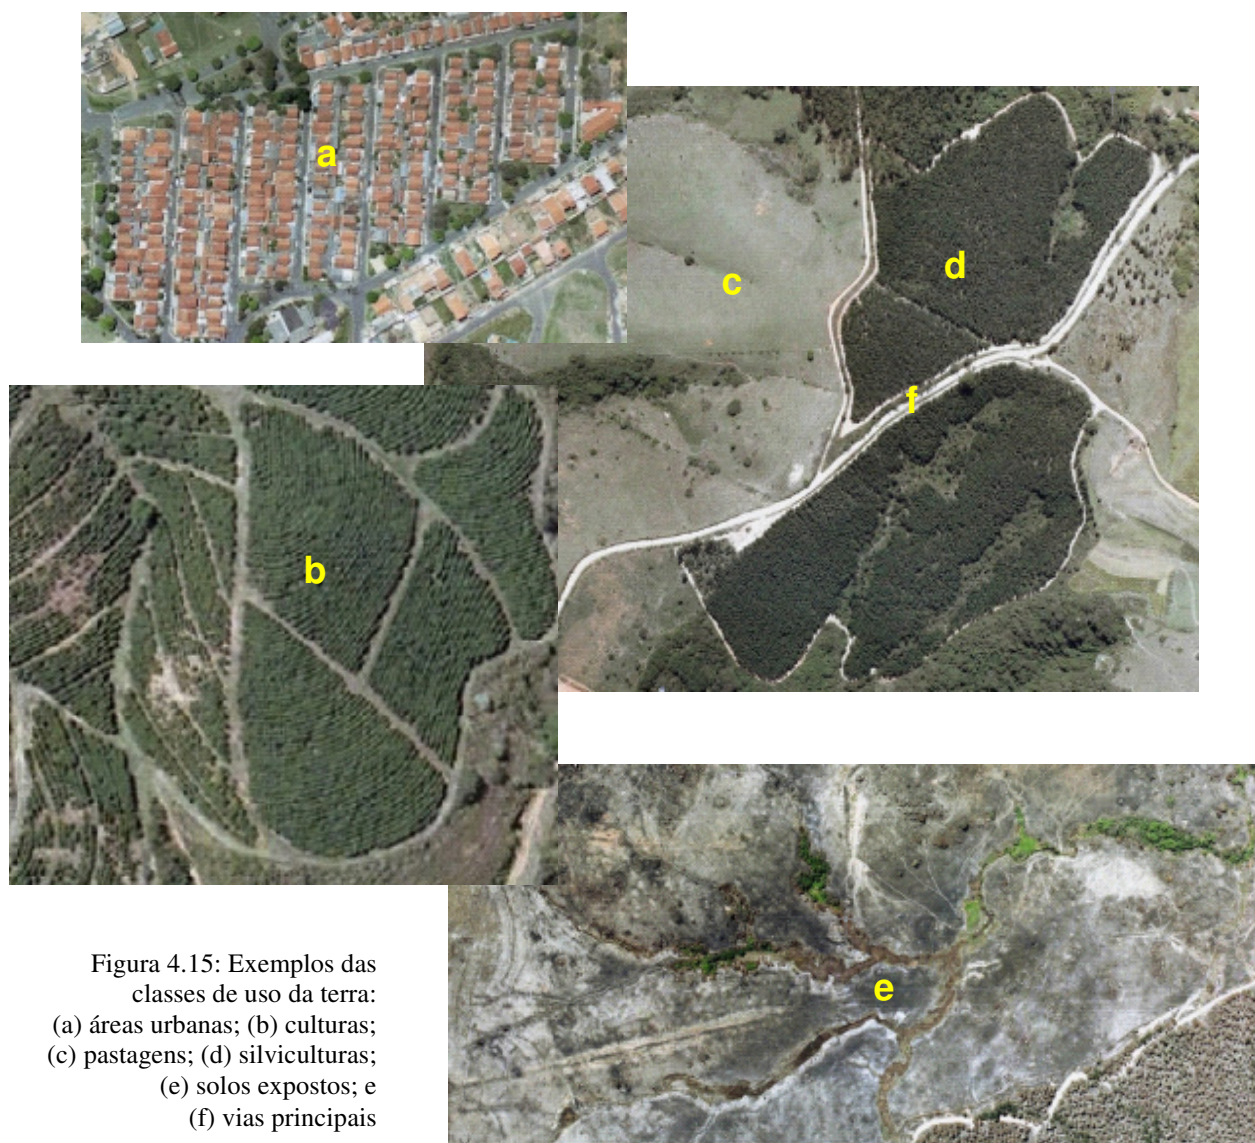 a
c
d
f
b
e
Figura 4.15: Exemplos das
classes de uso da terra:
(a) áreas urbanas; (b) culturas;
(c) pastagens; (d) silviculturas;
(e) solos expostos; e
(f) vias principais